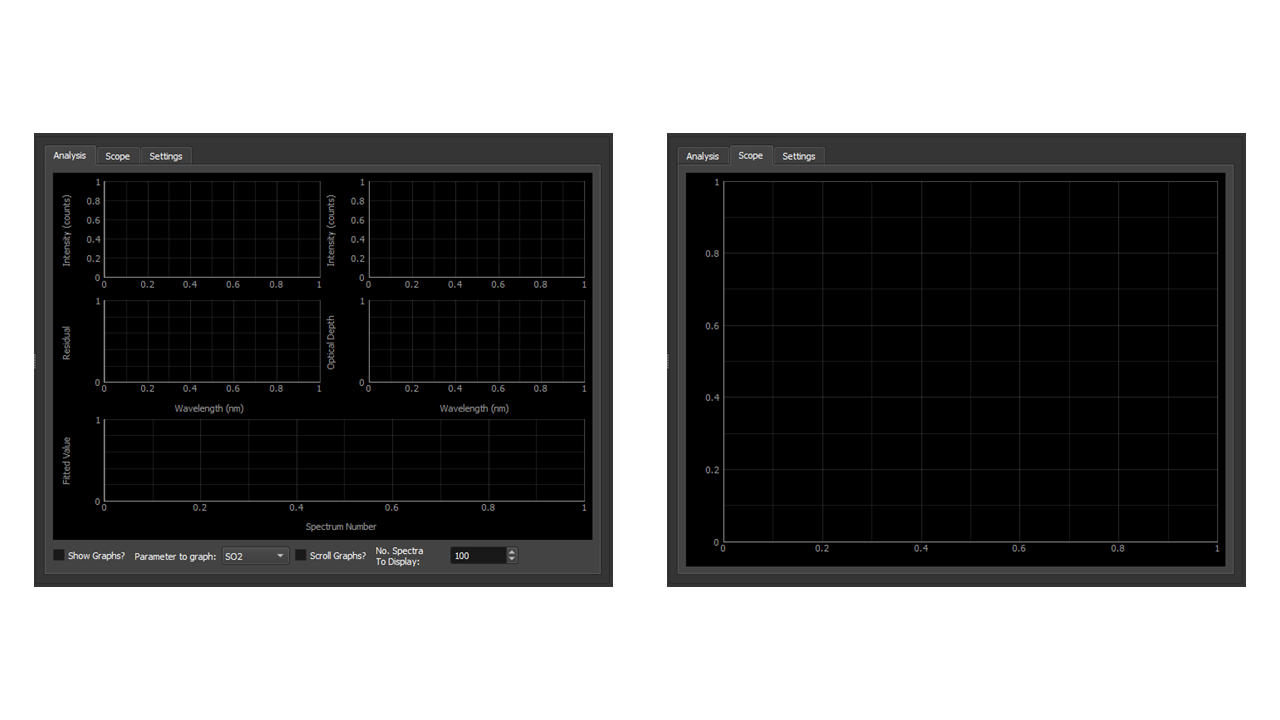 Analysis Scope Settings
Intensity (counts)
1
0.8
0.6
0.4
0.2
0
0 0.2 0.4 0.6 0.8 1
Intensity (counts)
1
0.8
0.6
0.4
0.2
0
0 0.2 0.4 0.6 0.8 1
Residual
1
0
0 0.2 0.4 0.6 0.8 1
Wavelength (nm)
Optical Depth
1
0
0 0.2 0.4 0.6 0.8 1
Wavelength (nm)
Fitted Value
1
0
0 0.2 0.4 0.6 0.8 1
Spectrum Number
Show Graphs? Parameter to graph: SO2 Scroll Graphs? No. Spectra
To Display: 100
Analysis Scope Settings
1
0.8
0.6
0.4
0.2
0
0 0.2 0.4 0.6 0.8 1